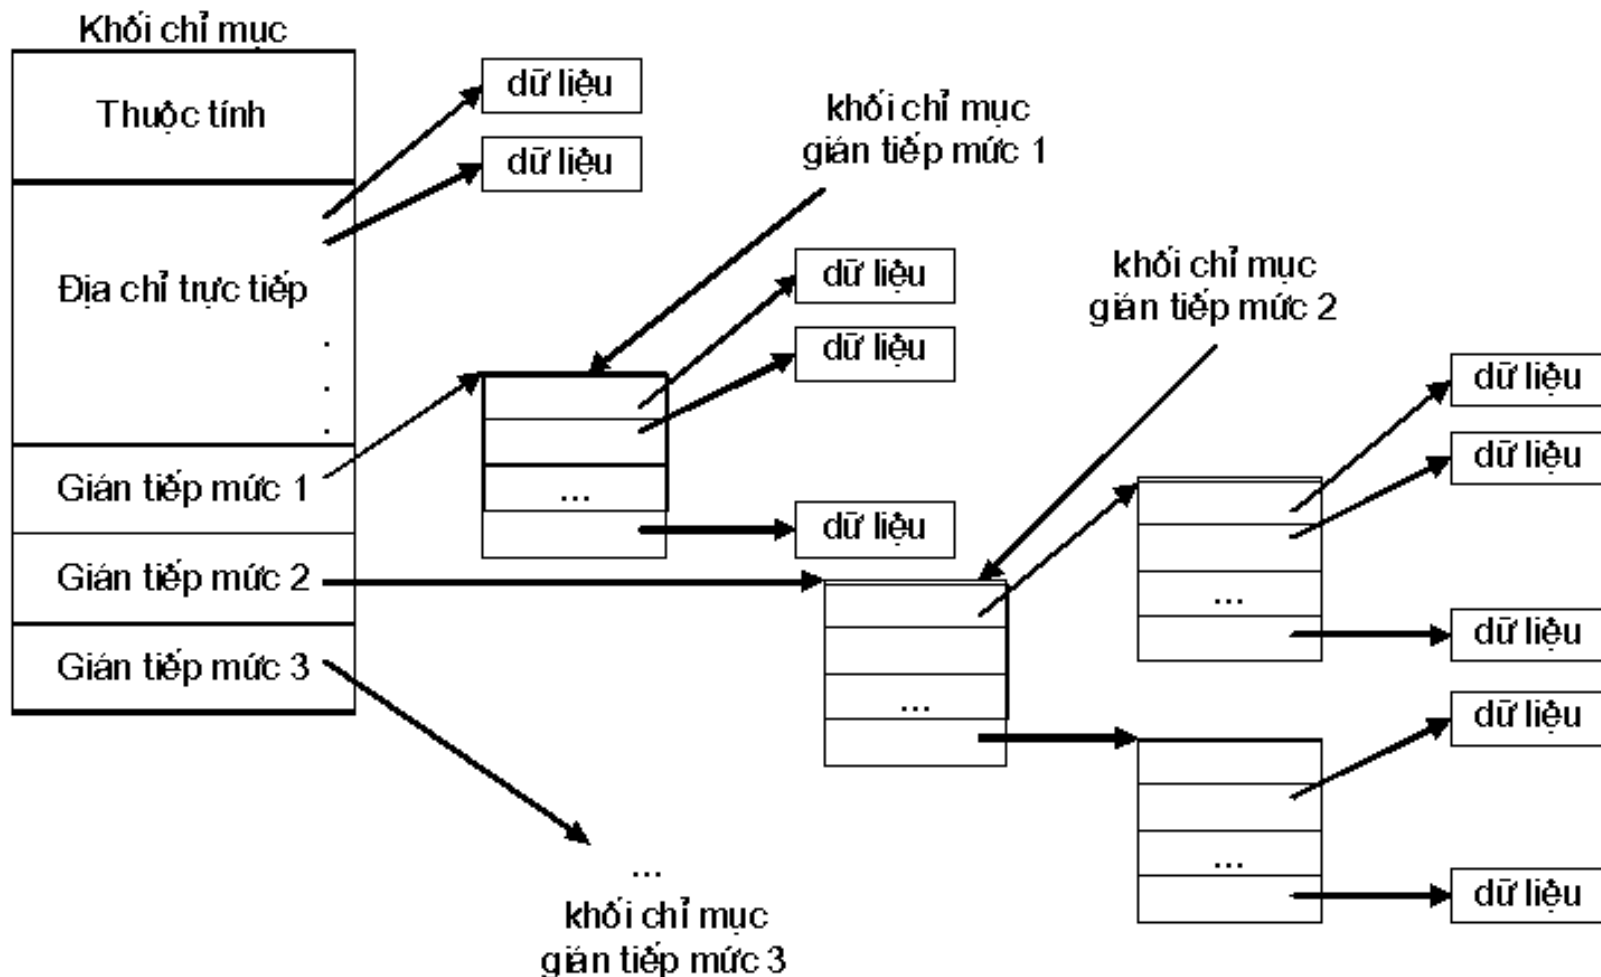 Khối chỉ mục
Thuộc tính
Địa chỉ trực tiếp
.
.
.
Gián tiếp mức 1
Gián tiếp mức 2
Gián tiếp mức 3
dữ liệu
dữ liệu
khối chỉ mục
gián tiếp mức 1
dữ liệu
dữ liệu
...
dữ liệu
khối chỉ mục
gián tiếp mức 2
...
dữ liệu
dữ liệu
...
dữ liệu
dữ liệu
...
dữ liệu
...
khối chỉ mục
gián tiếp mức 3